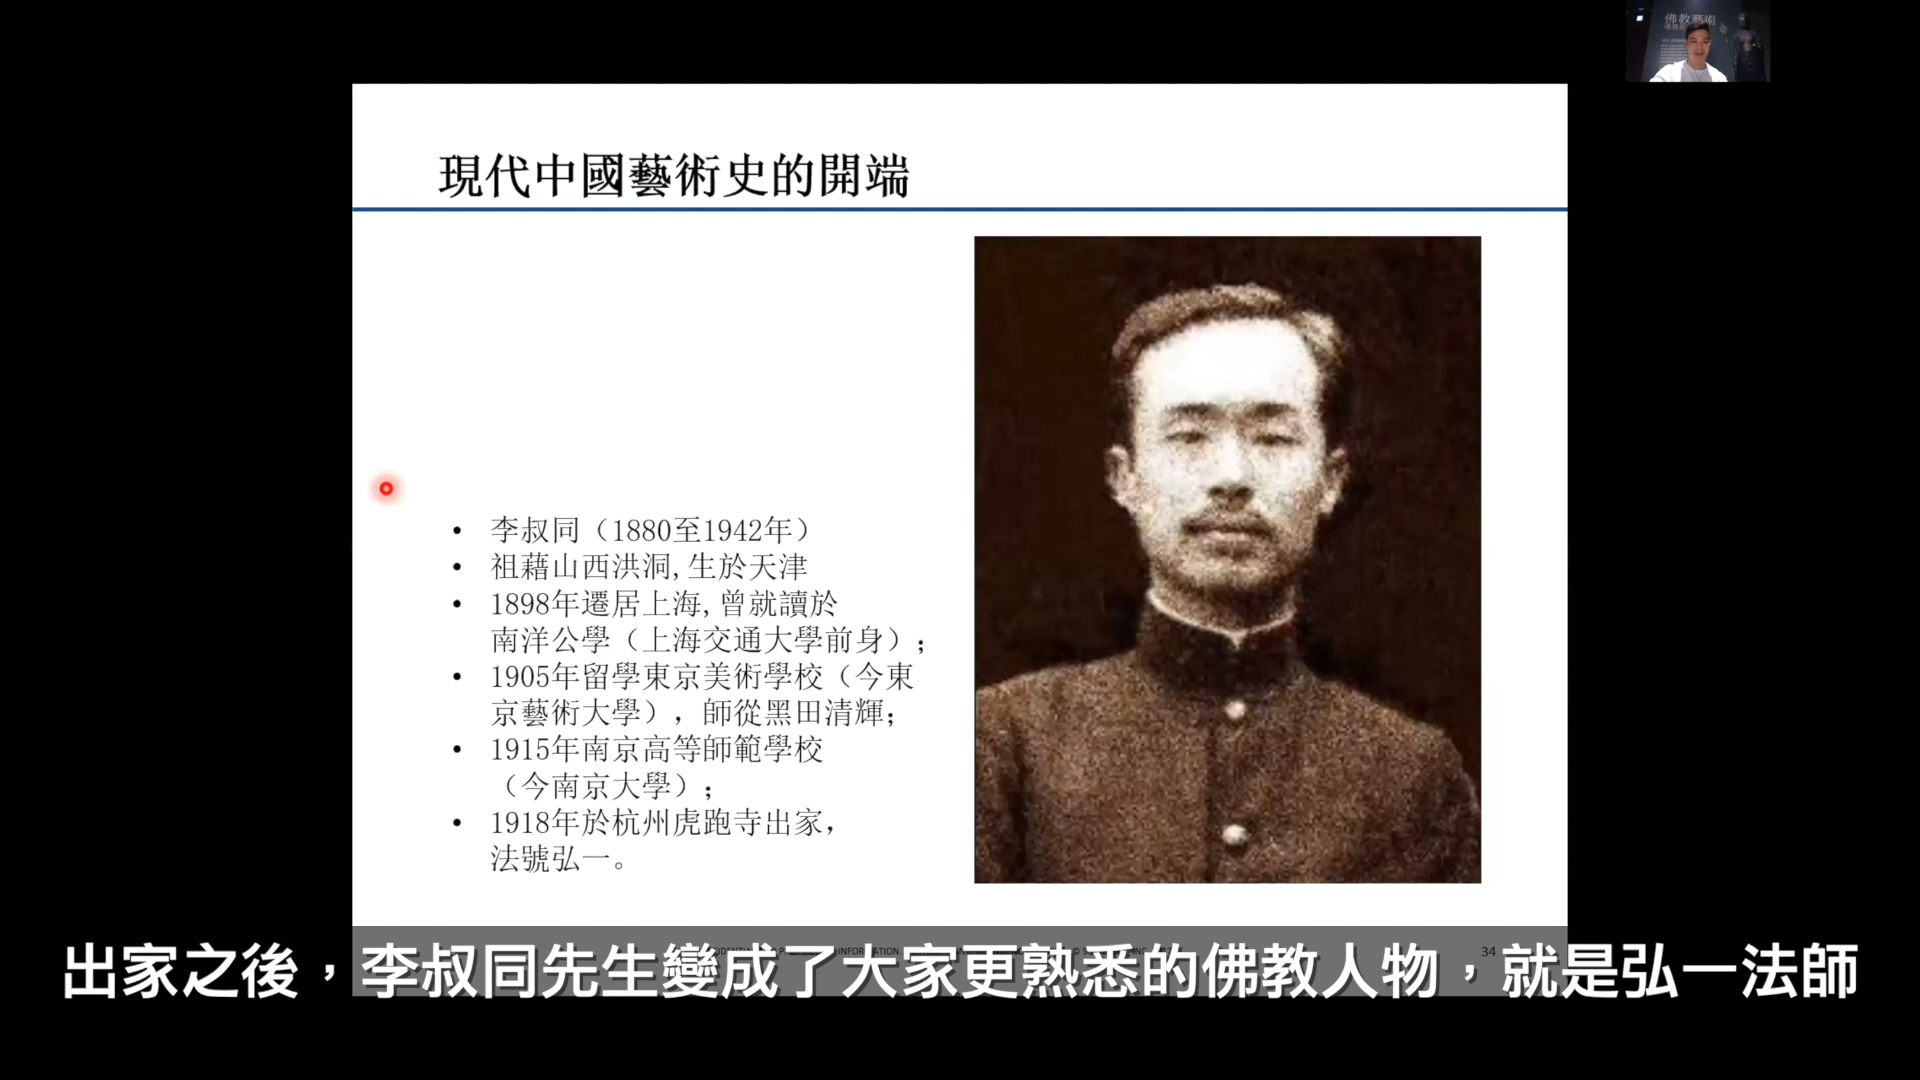 佛教藝術
現代中國藝術史的開端
• 李叔同（1880至1942年）
• 祖藉山西洪洞,生於天津
• 1898年遷居上海,曾就讀於
南洋公學（上海交通大學前身）;
• 1905年留學東京美術學校（今東
京藝術大學）, 師從黑田清輝;
• 1915年南京高等師範學校
（今南京大學）;
• 1918年於杭州虎跑寺出家,
法號弘一。
34
出家之後，李叔同先生變成了大家更熟悉的佛教人物，就是弘一法師